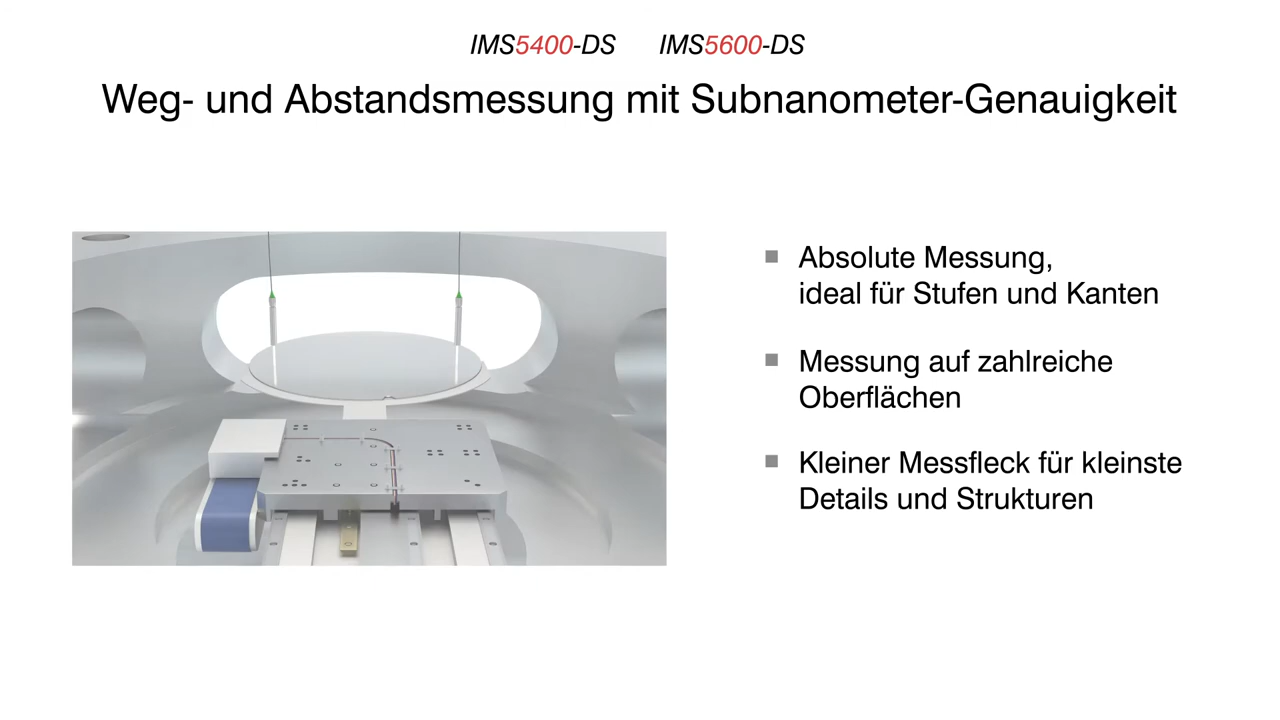 IMS5400-DS IMS5600-DS
Weg- und Abstandsmessung mit Subnanometer-Genauigkeit
Absolute Messung,
ideal für Stufen und Kanten
Messung auf zahlreiche
Oberflächen
Kleiner Messfleck für kleinste
Details und Strukturen